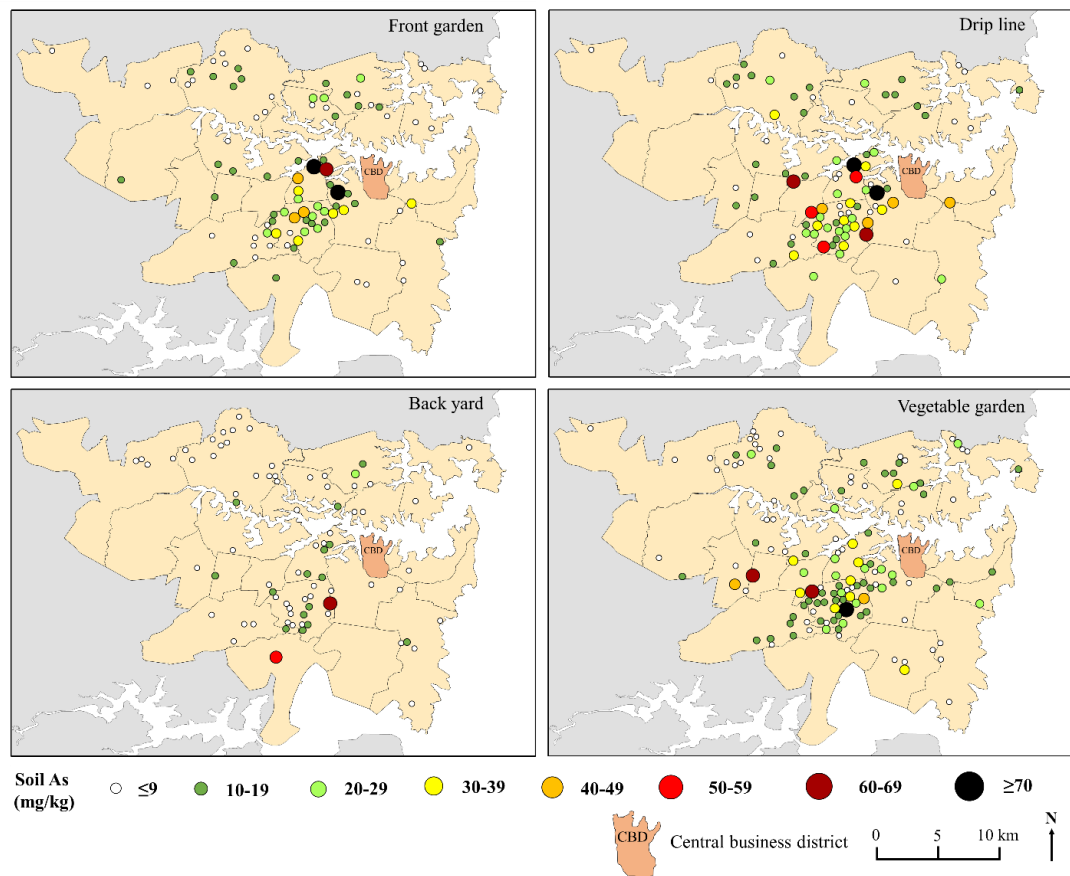 Front garden
CBD
Drip line
CBD
Back yard
CBD
Vegetable garden
CBD
Soil As
(mg/kg)
≤9
10-19
20-29
30-39
40-49
50-59
60-69
≥70
CBD
Central business district
0 5 10 km
N